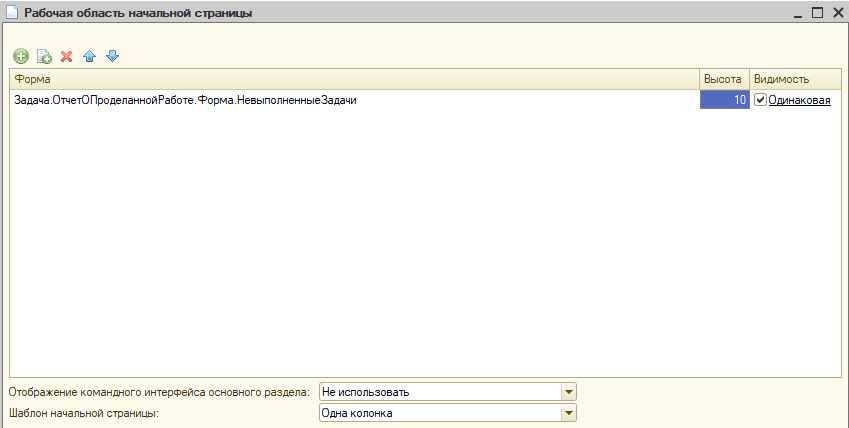 Рабочая область начальной страницы
Форма Высота Видимость
Задача.ОтчетОПроделаннойРаботе.Форма.НевыполненныеЗадачи 10 Одинаковая
Отображение командного интерфейса основного раздела: Не использовать
Шаблон начальной страницы: Одна колонка